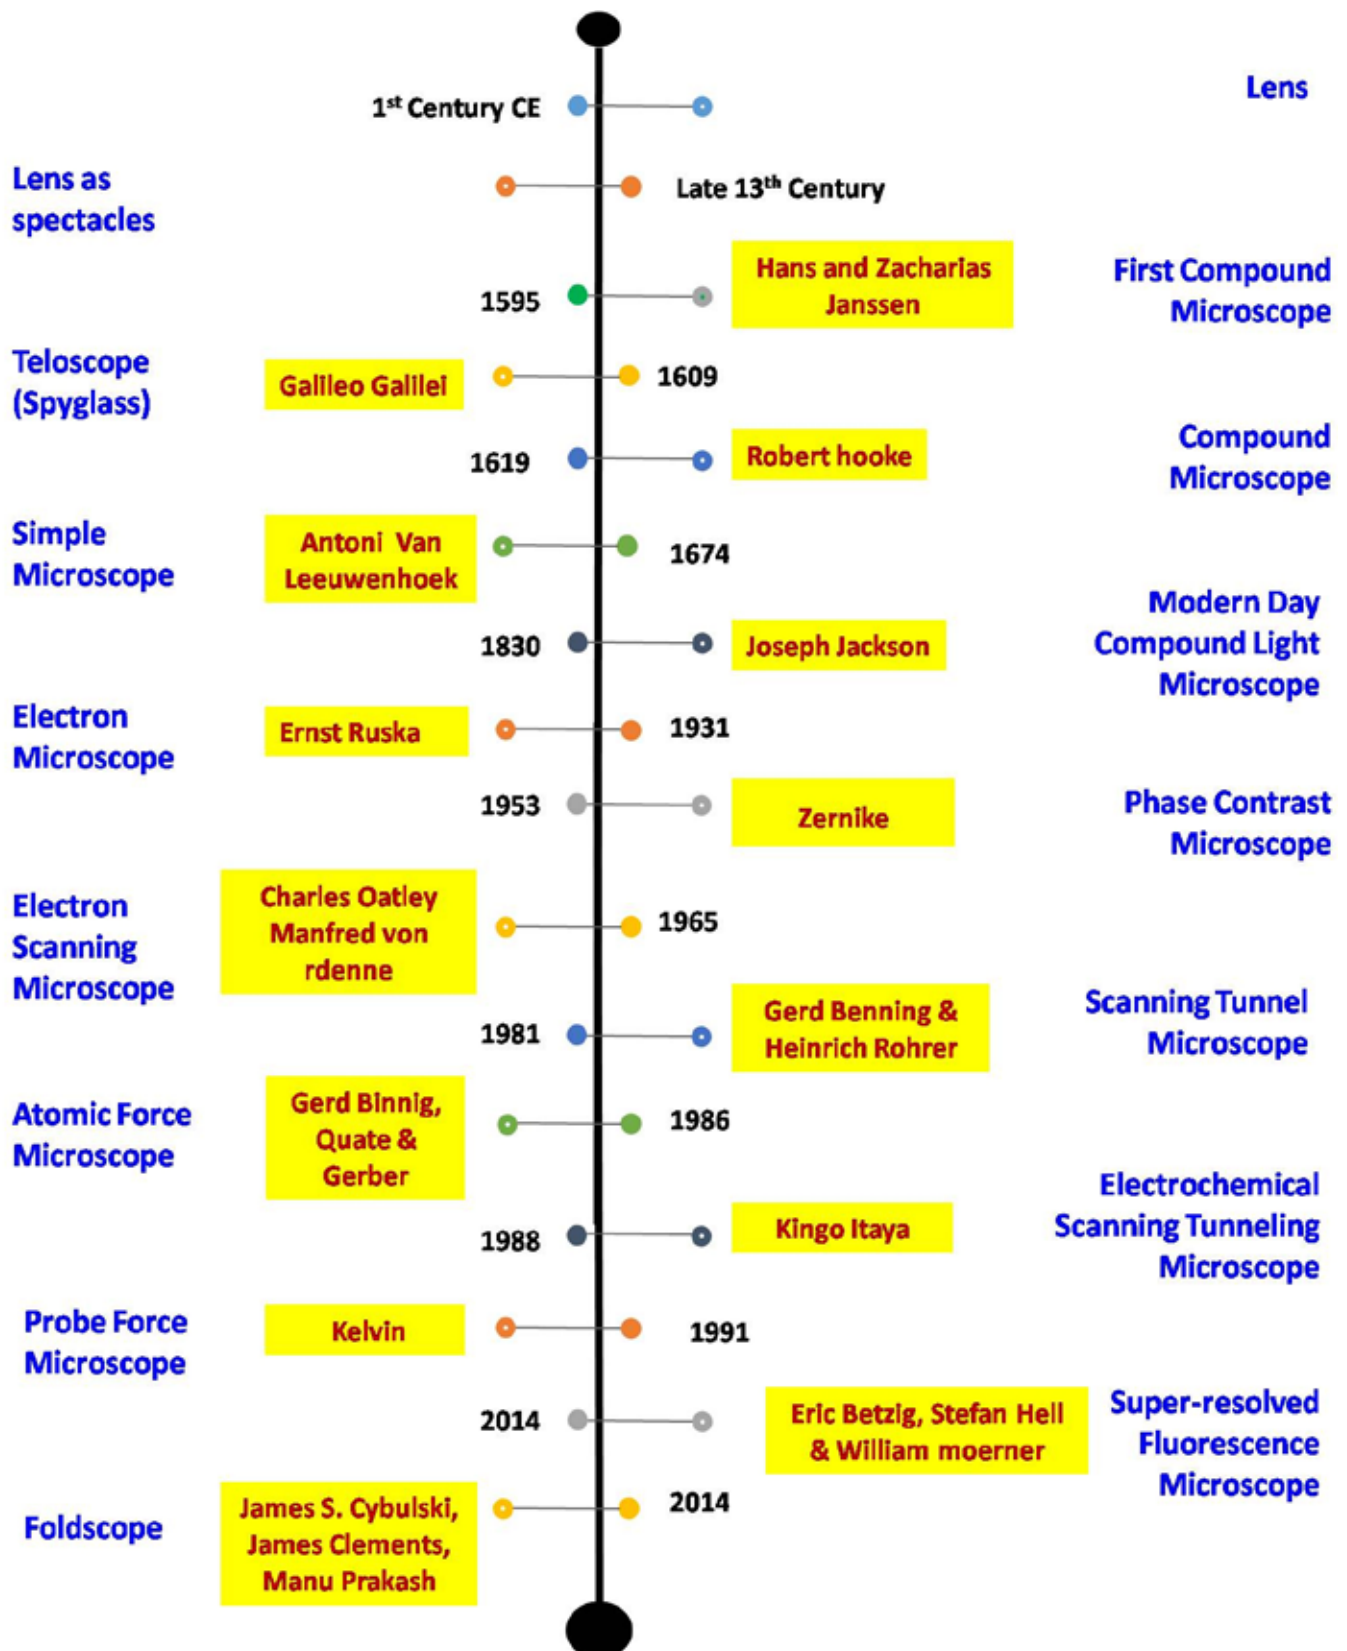 1st Century CE
Lens
Lens as
spectacles
Late 13th Century
1595
Hans and Zacharias
Janssen
First Compound
Microscope
Teloscope
(Spyglass)
Galileo Galilei
1609
1619
Robert hooke
Compound
Microscope
Simple
Microscope
Antoni Van
Leeuwenhoek
1674
1830
Joseph Jackson
Modern Day
Compound Light
Microscope
Electron
Microscope
Ernst Ruska
1931
1953
Zernike
Phase Contrast
Microscope
Electron
Scanning
Microscope
Charles Oatley
Manfred von
rdenne
1965
1981
Gerd Benning &
Heinrich Rohrer
Scanning Tunnel
Microscope
Atomic Force
Microscope
Gerd Binnig,
Quate &
Gerber
1986
1988
Kingo Itaya
Electrochemical
Scanning Tunneling
Microscope
Probe Force
Microscope
Kelvin
1991
2014
Eric Betzig, Stefan Hell
& William moerner
Super-resolved
Fluorescence
Microscope
Foldscope
James S. Cybulski,
James Clements,
Manu Prakash
2014